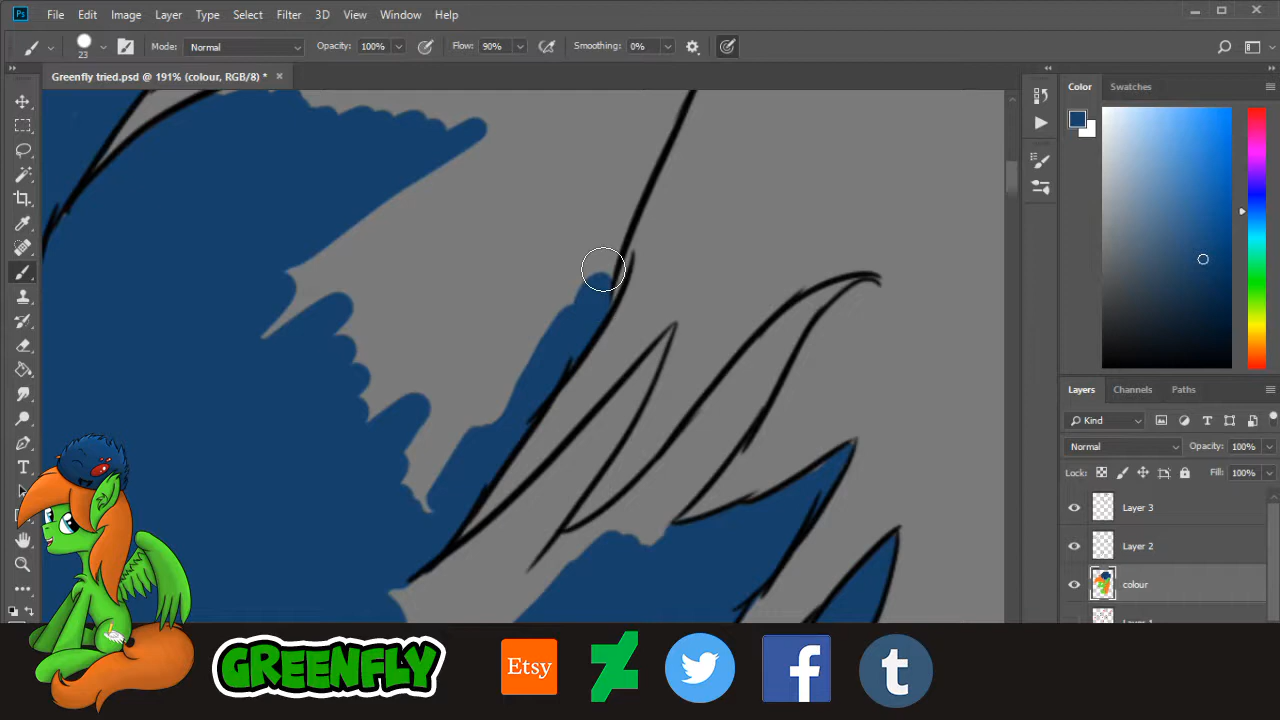 Ps File Edit Image Layer Type Select Filter 3D View Window Help
23 Mode: Normal Opacity: 100% Flow: 90% Smoothing: 0%
Greenfly tried.psd @ 191% (colour, RGB/8) * ×
Color Swatches
Layers Channels Paths
Kind
Normal Opacity: 100%
Lock: Fill: 100%
Layer 3
Layer 2
colour
GREENFLY Etsy f t